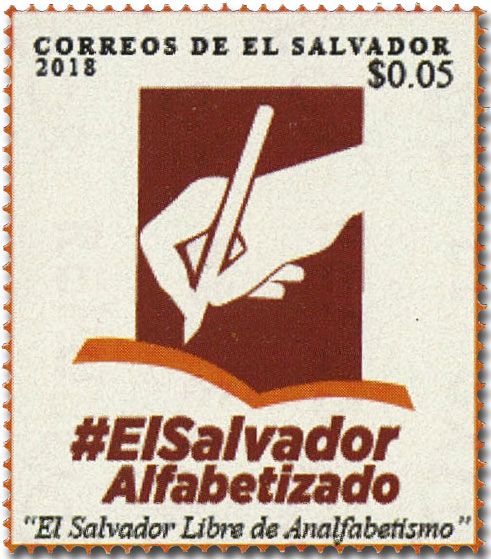 CORREOS DE EL SALVADOR
2018
$0.05
#ElSalvador
Alfabetizado
"El Salvador Libre de Analfabetismo"